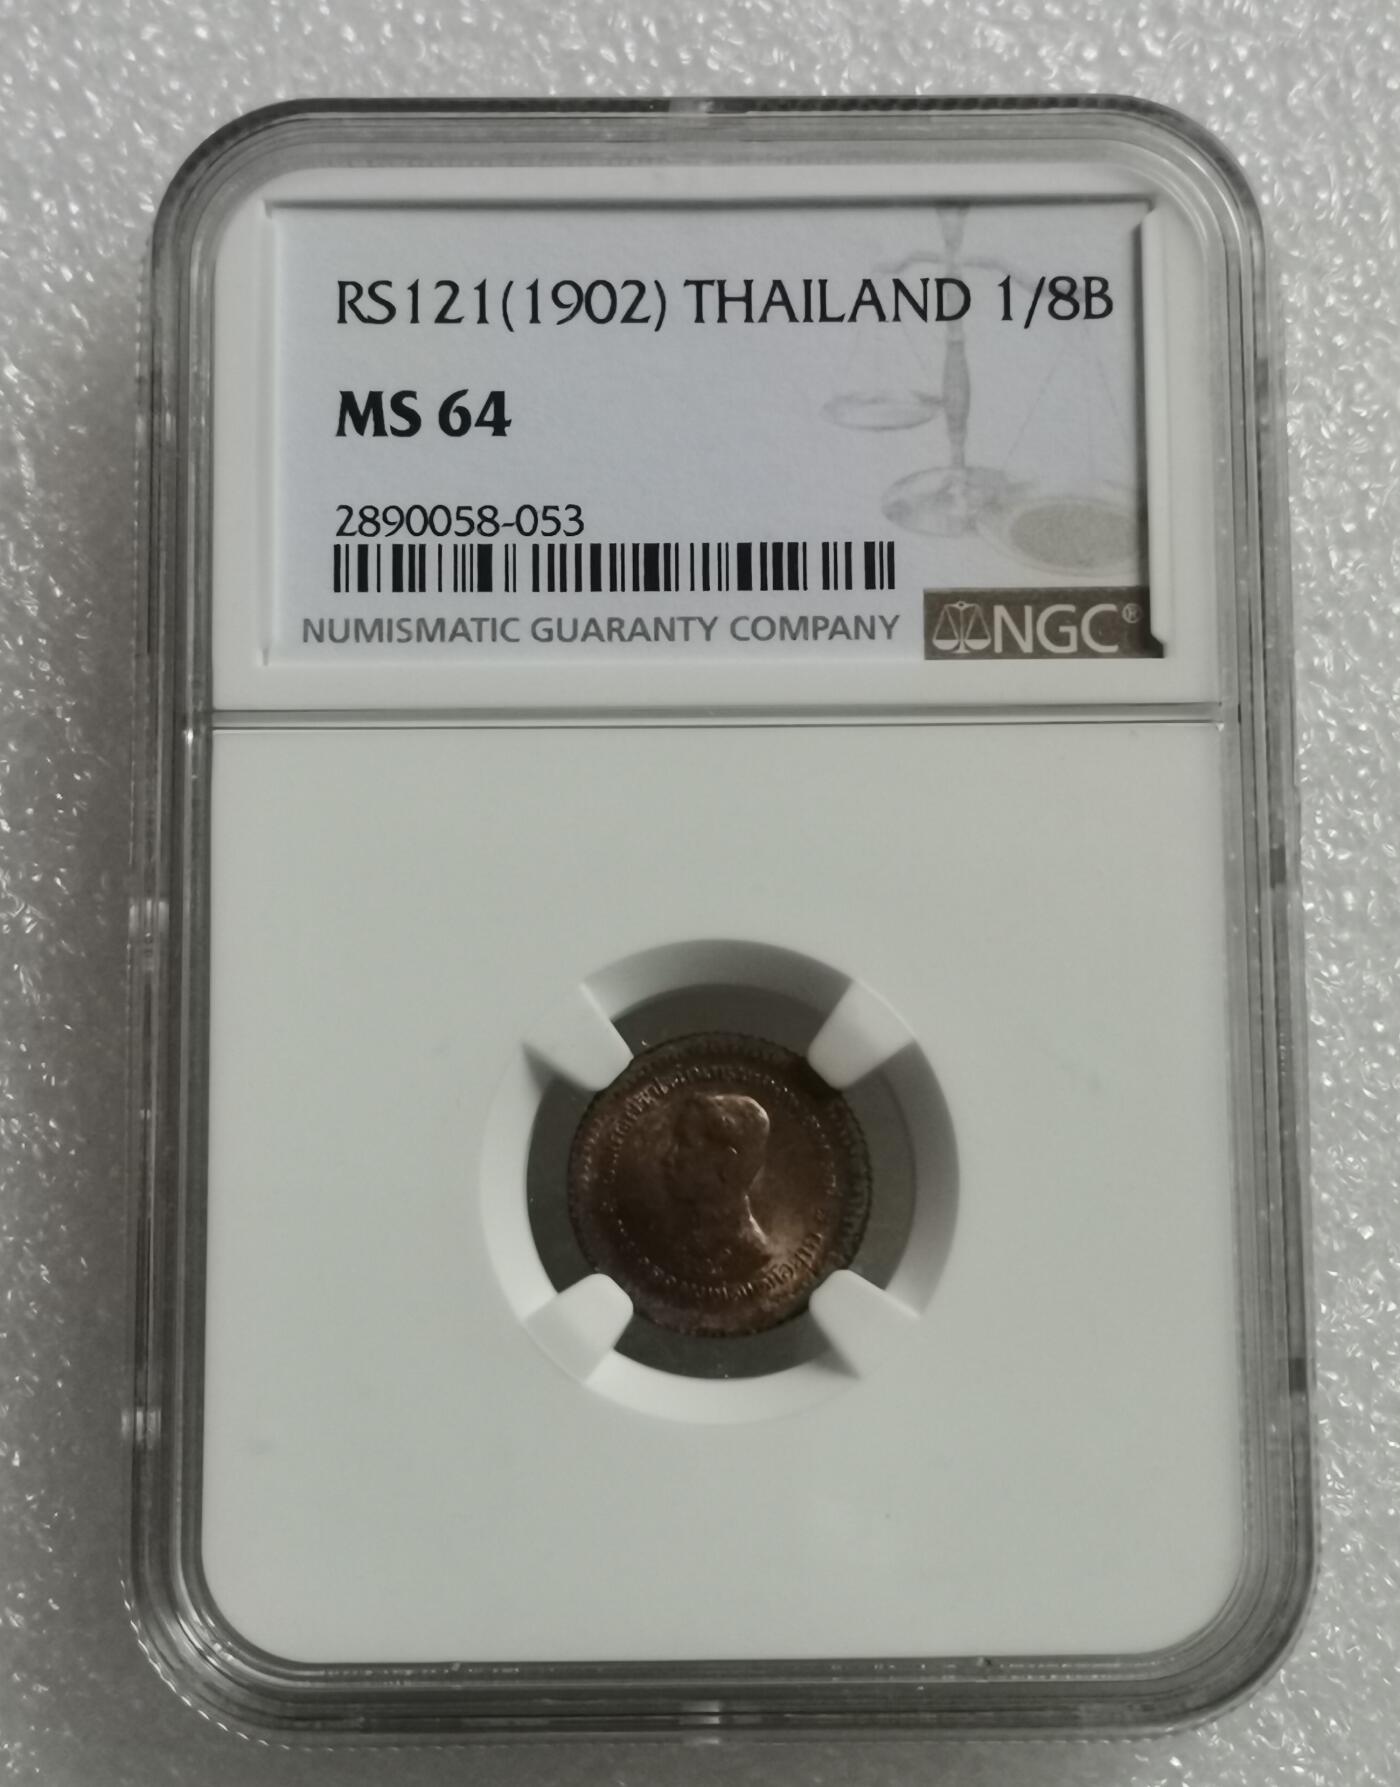 RS121(1902) THAILAND 1/8B
MS 64
2890058-053
NUMISMATIC GUARANTY COMPANY
NGC®